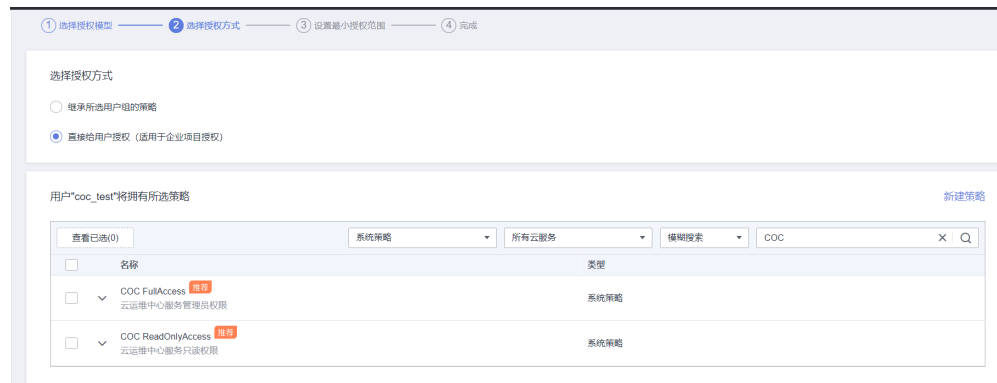 1 选择授权模型 2 选择授权方式 3 设置最小授权范围 4 完成
选择授权方式
继承所选用户组的策略
直接给用户授权（适用于企业项目授权）
用户"coc_test"将拥有所选策略 新建策略
查看已选(0) 系统策略 所有云服务 模糊搜索 COC
名称 类型
COC FullAccess 推荐
云运维中心服务管理员权限 系统策略
COC ReadOnlyAccess 推荐
云运维中心服务只读权限 系统策略